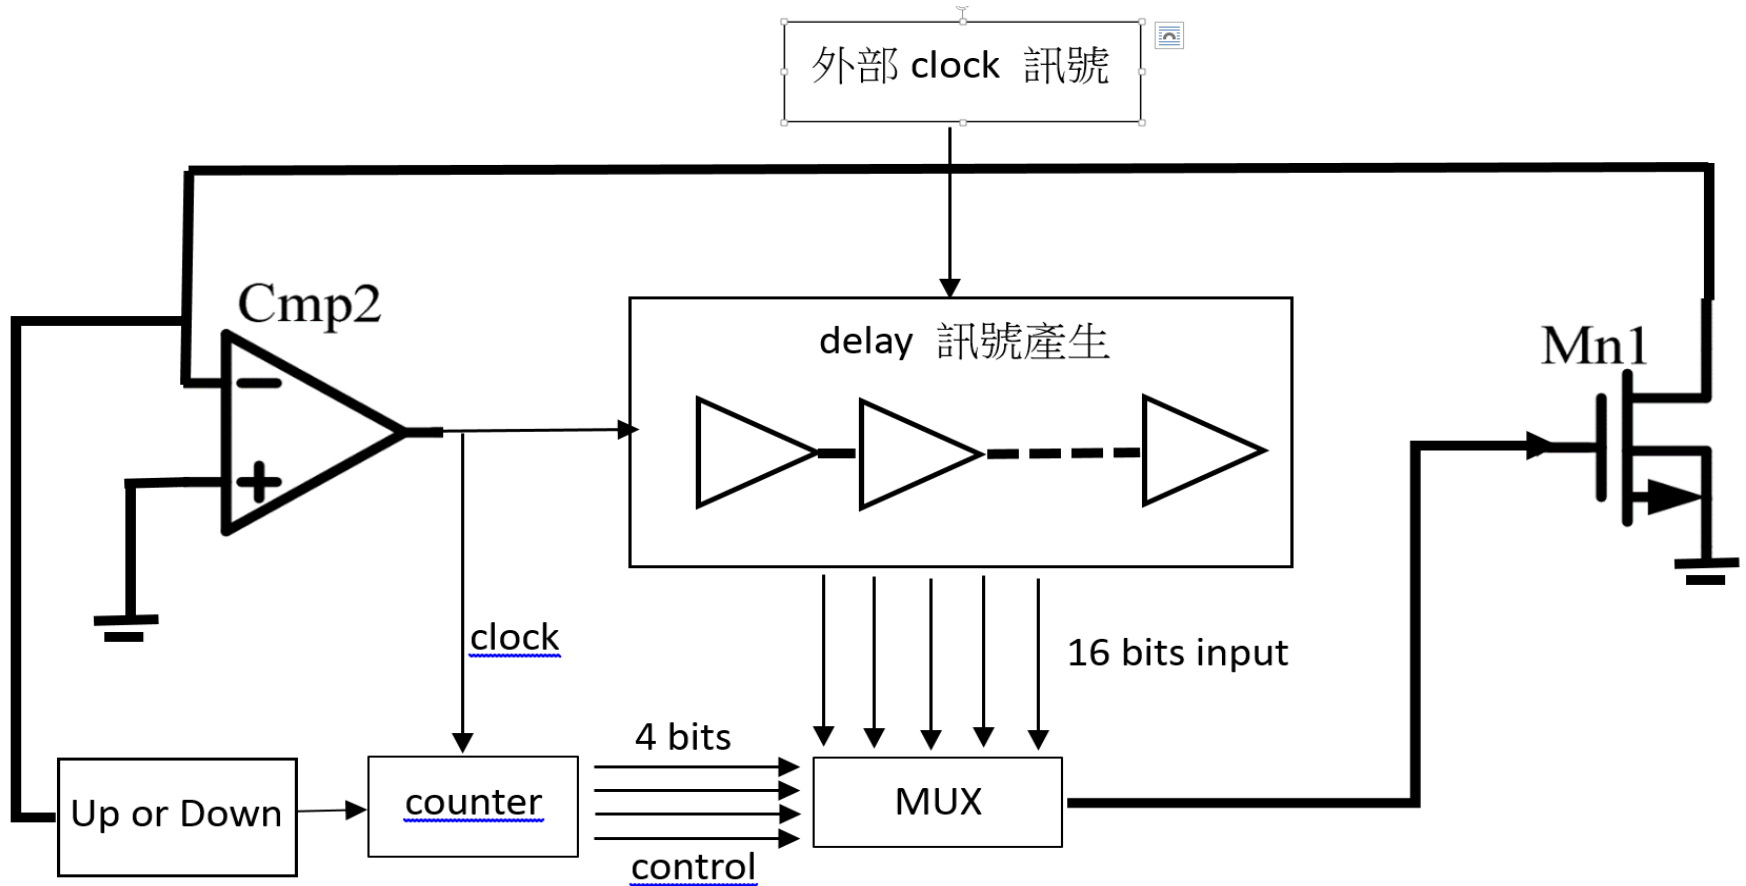 外部 clock 訊號
Cmp2
delay 訊號產生
Mn1
clock
16 bits input
4 bits
Up or Down
counter
MUX
control